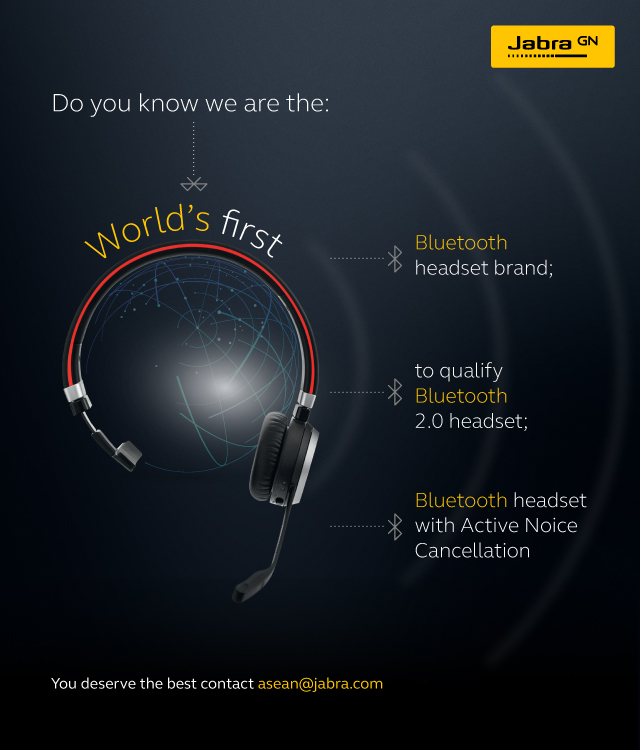 Jabra GN
Do you know we are the:
World's first
Bluetooth
headset brand;
to qualify
Bluetooth
2.0 headset;
Bluetooth headset
with Active Noice
Cancellation
You deserve the best contact asean@jabra.com